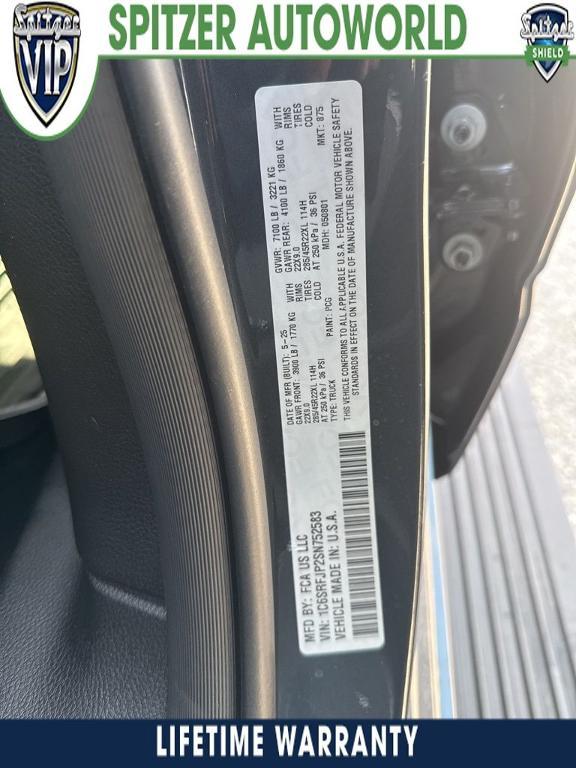 Spitzer
VIP
SPITZER AUTOWORLD
Spitzer
SHIELD
MFD BY: FCA US LLC
VIN: 1C6SRFJP2SN752583
VEHICLE MADE IN: U.S.A.
DATE OF MFR (BUILT): 5-25
GAWR FRONT: 3900 LB / 1770 KG WITH
22X9.0 RIMS
285/45R22XL 114H TIRES
AT 250 kPa / 36 PSI COLD
TYPE: TRUCK PAINT: PCG
GVWR: 7100 LB / 3221 KG
GAWR REAR: 4100 LB / 1860 KG WITH
22X9.0 RIMS
285/45R22XL 114H TIRES
AT 250 kPa / 36 PSI COLD
MDH: 050801 MKT: 875
THIS VEHICLE CONFORMS TO ALL APPLICABLE U.S.A. FEDERAL MOTOR VEHICLE SAFETY
STANDARDS IN EFFECT ON THE DATE OF MANUFACTURE SHOWN ABOVE.
LIFETIME WARRANTY